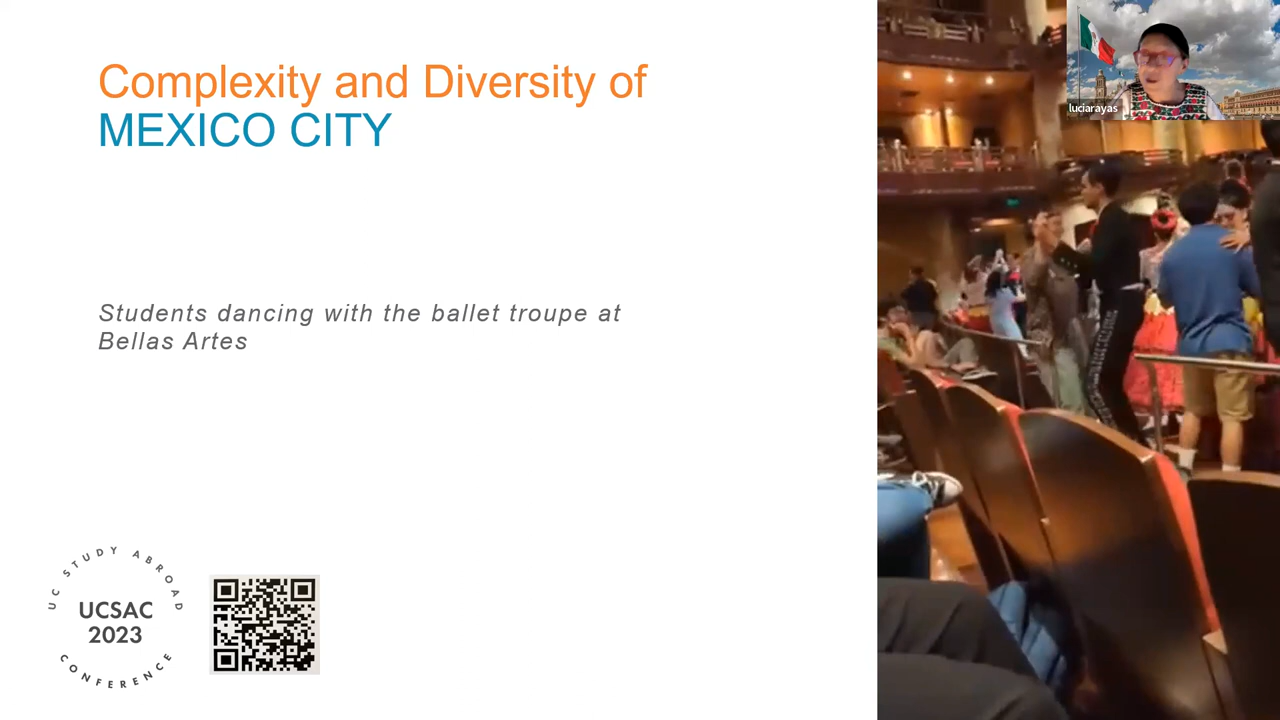 Complexity and Diversity of
MEXICO CITY
luciarayas
Students dancing with the ballet troupe at
Bellas Artes
UC STUDY ABROAD
UCSAC
2023
CONFERENCE